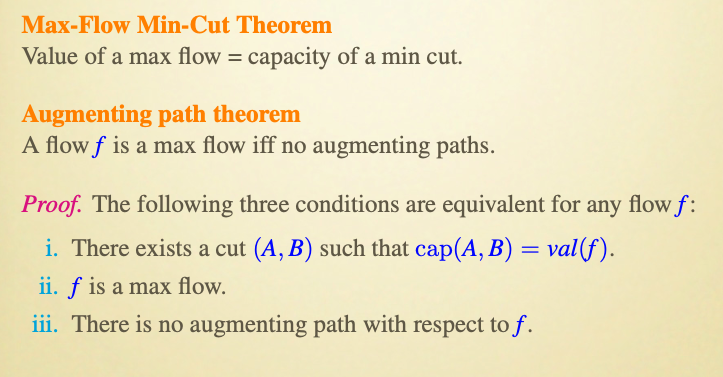 Max-Flow Min-Cut Theorem
Value of a max flow = capacity of a min cut.
Augmenting path theorem
A flow f is a max flow iff no augmenting paths.
Proof. The following three conditions are equivalent for any flow f:
i. There exists a cut (A, B) such that cap(A, B) = val(f).
ii. f is a max flow.
iii. There is no augmenting path with respect to f.